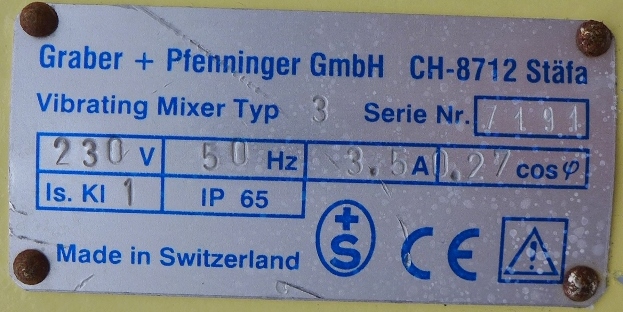 Graber + Pfenninger GmbH CH-8712 Stäfa
Vibrating Mixer Typ 3 Serie Nr. 7191
230 V 50 Hz 3.5 A 0.27 cosφ
Is. Kl 1 IP 65
Made in Switzerland +S CE